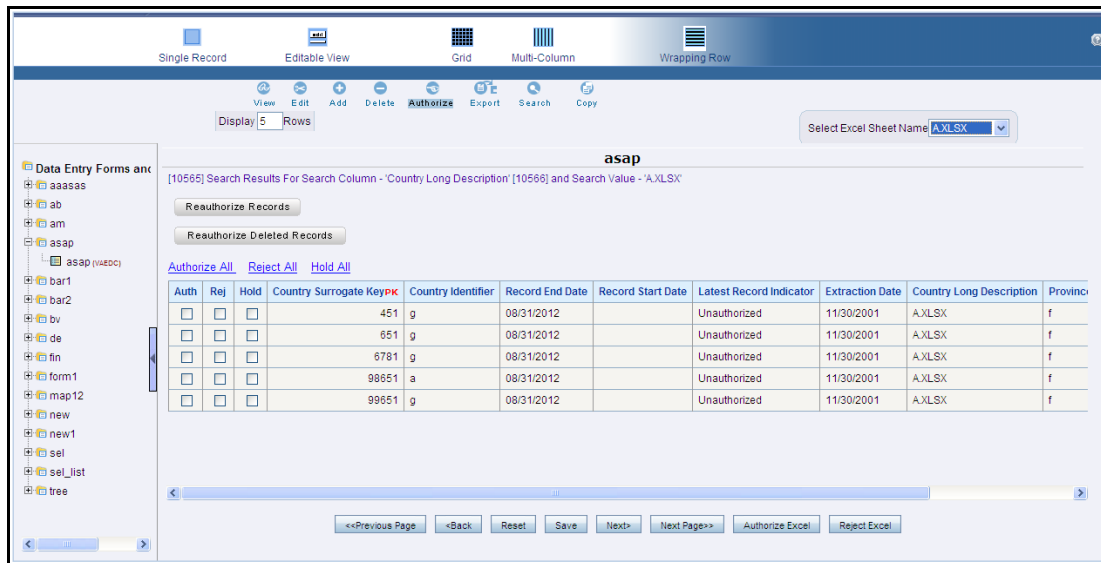 Single Record Editable View Grid Multi-Column Wrapping Row
View Edit Add Delete Authorize Export Search Copy
Display 5 Rows
Select Excel Sheet Name A.XLSX
Data Entry Forms and
aaasas
ab
am
asap
asap (VAEDC)
bar1
bar2
bv
de
fin
form1
map12
new
new1
sel
sel_list
tree
asap
[10565] Search Results For Search Column - 'Country Long Description' [10566] and Search Value - 'A.XLSX'
Reauthorize Records
Reauthorize Deleted Records
Authorize All Reject All Hold All
Auth Rej Hold Country Surrogate KeyPK Country Identifier Record End Date Record Start Date Latest Record Indicator Extraction Date Country Long Description Province
451 g 08/31/2012 Unauthorized 11/30/2001 A.XLSX f
651 g 08/31/2012 Unauthorized 11/30/2001 A.XLSX f
6781 g 08/31/2012 Unauthorized 11/30/2001 A.XLSX f
98651 a 08/31/2012 Unauthorized 11/30/2001 A.XLSX f
99651 g 08/31/2012 Unauthorized 11/30/2001 A.XLSX f
<<Previous Page <Back Reset Save Next> Next Page>> Authorize Excel Reject Excel